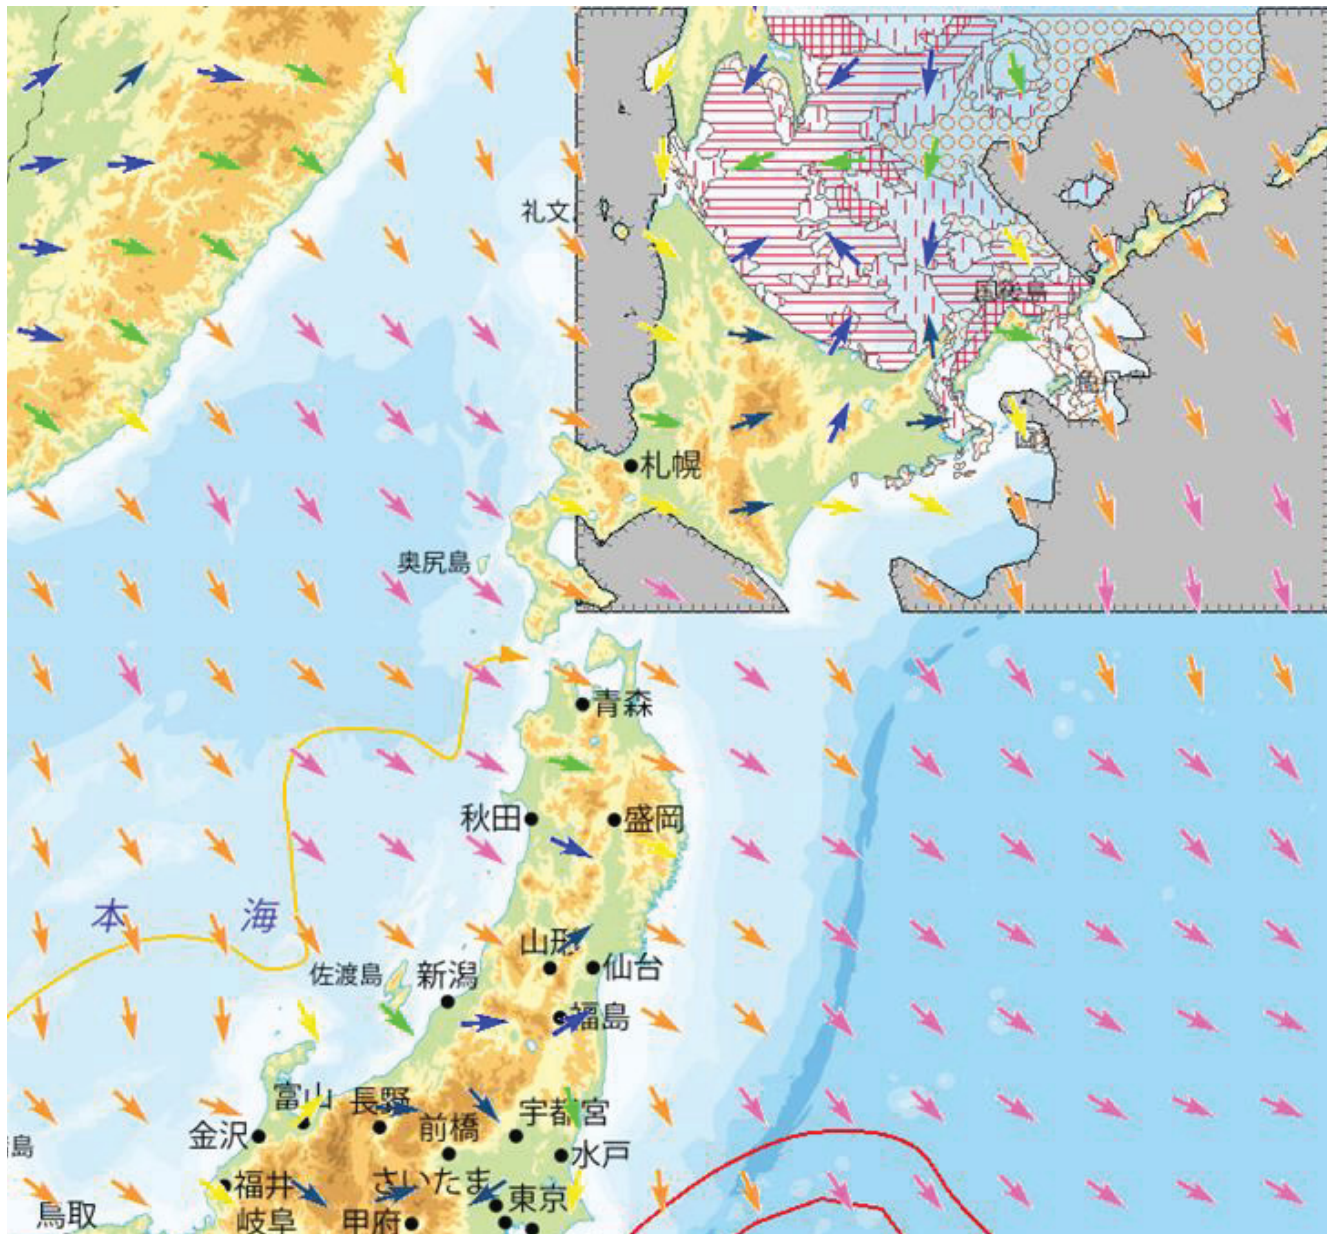 礼文
国後島
札幌
奥尻島
青森
秋田
盛岡
本 海
山形
仙台
佐渡島
新潟
福島
富山
長野
前橋
宇都宮
金沢
水戸
島
福井
さいたま
東京
鳥取
岐阜
甲府